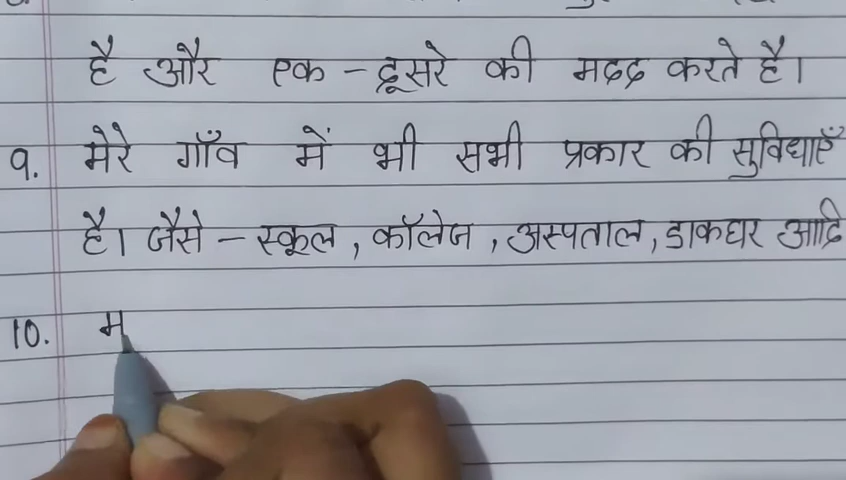 है और एक - दूसरे की मदद करते है।
9. मेरे गाँव में भी सभी प्रकार की सुविधाएँ
है। जैसे - स्कूल, कॉलेज, अस्पताल, डाकघर आदि
10. म